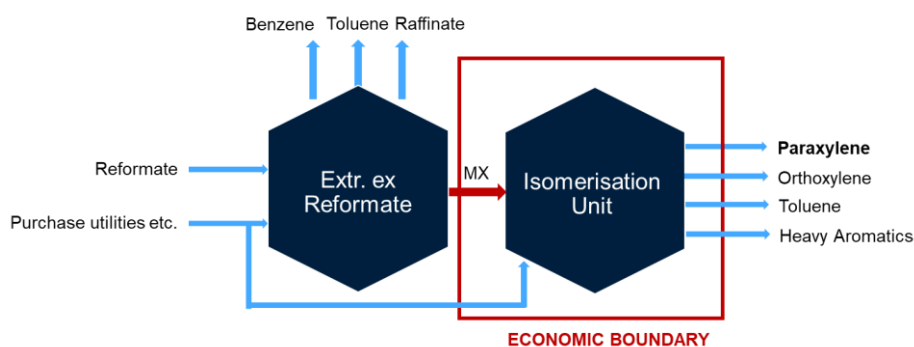 Benzene Toluene Raffinate
Reformate
Purchase utilities etc.
Extr. ex
Reformate
MX
Isomerisation
Unit
Paraxylene
Orthoxylene
Toluene
Heavy Aromatics
ECONOMIC BOUNDARY